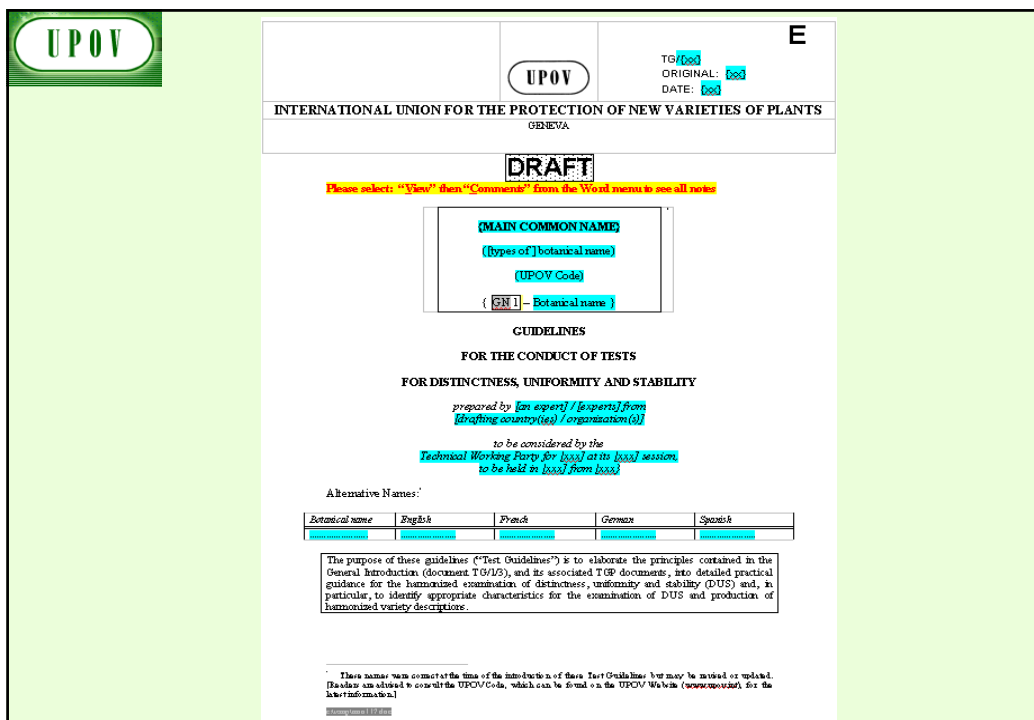 UPOV
E
UPOV
TG/{xx}
ORIGINAL: {xx}
DATE: {xx}
INTERNATIONAL UNION FOR THE PROTECTION OF NEW VARIETIES OF PLANTS
GENEVA
DRAFT
Please select: “View” then “Comments” from the Word menu to see all notes
{MAIN COMMON NAME}
([types of ] botanical name)
(UPOV Code)
{ GN 1 – Botanical name }
GUIDELINES
FOR THE CONDUCT OF TESTS
FOR DISTINCTNESS, UNIFORMITY AND STABILITY
prepared by [an expert] / [experts] from
[drafting country(ies) / organization(s)]
to be considered by the
Technical Working Party for [xxx] at its [xxx] session,
to be held in [xxx] from [xxx}
Alternative Names:*
Botanical name English French German Spanish
The purpose of these guidelines (“Test Guidelines”) is to elaborate the principles contained in the
General Introduction (document TG/1/3), and its associated TGP documents, into detailed practical
guidance for the harmonized examination of distinctness, uniformity and stability (DUS) and, in
particular, to identify appropriate characteristics for the examination of DUS and production of
harmonized variety descriptions.
* These names were correct at the time of the introduction of these Test Guidelines but may be revised or updated.
[Readers are advised to consult the UPOV Code, which can be found on the UPOV Website (www.upov.int), for the
latest information.]